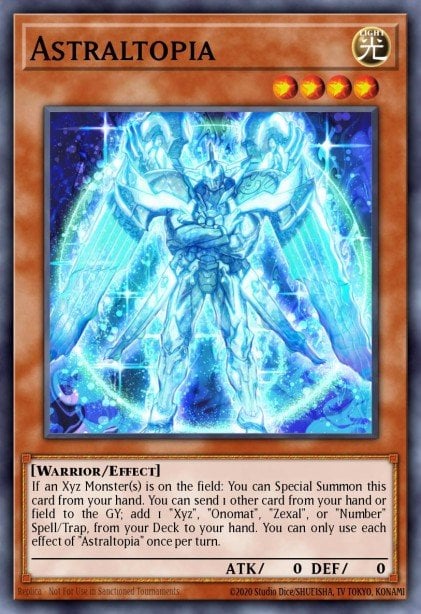 ASTRALTOPIA
LIGHT
光
[WARRIOR/EFFECT]
If an Xyz Monster(s) is on the field: You can Special Summon this
card from your hand. You can send 1 other card from your hand or
field to the GY; add 1 "Xyz", "Onomat", "Zexal", or "Number"
Spell/Trap, from your Deck to your hand. You can only use each
effect of "Astraltopia" once per turn.
ATK/ 0 DEF/ 0
Replica - Not For Use in Sanctioned Tournaments ©2020 Studio Dice/SHUEISHA, TV TOKYO, KONAMI